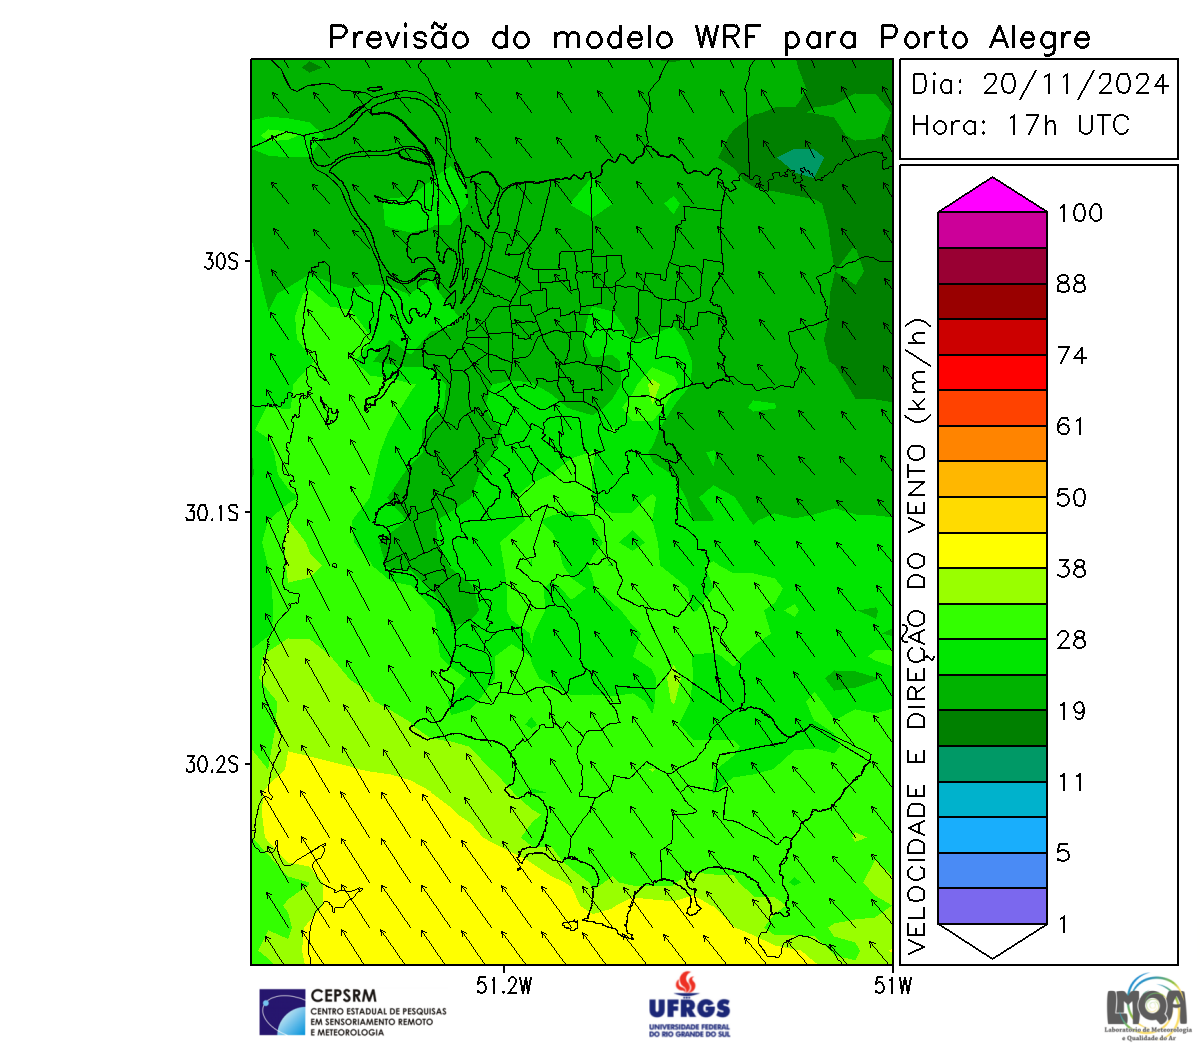 Previsão do modelo WRF para Porto Alegre
Dia: 20/11/2024
Hora: 17h UTC
30S
30.1S
30.2S
51.2W
51W
VELOCIDADE E DIREÇÃO DO VENTO (km/h)
100
88
74
61
50
38
28
19
11
5
1
CEPSRM
CENTRO ESTADUAL DE PESQUISAS
EM SENSORIAMENTO REMOTO
E METEOROLOGIA
UFRGS
UNIVERSIDADE FEDERAL
DO RIO GRANDE DO SUL
LMQA
Laboratório de Meteorologia
e Qualidade do Ar